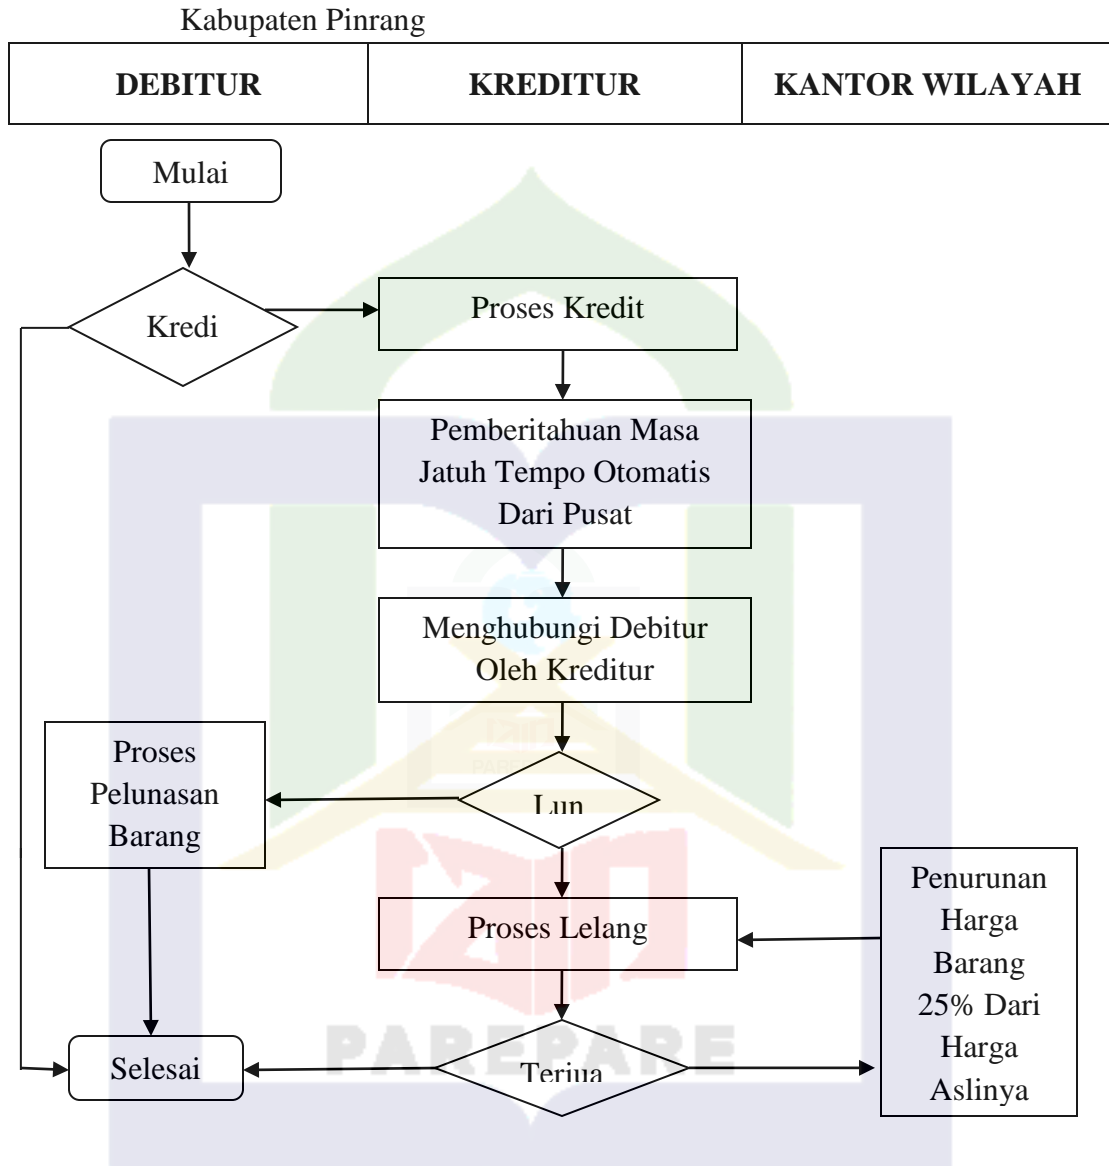 Kabupaten Pinrang
DEBITUR KREDITUR KANTOR WILAYAH
Mulai
Kredi
Proses Kredit
Pemberitahuan Masa
Jatuh Tempo Otomatis
Dari Pusat
Menghubungi Debitur
Oleh Kreditur
Proses
Pelunasan
Barang
Lun
Penurunan
Harga
Barang
25% Dari
Harga
Aslinya
Proses Lelang
Selesai
Terjua
PAREPARE